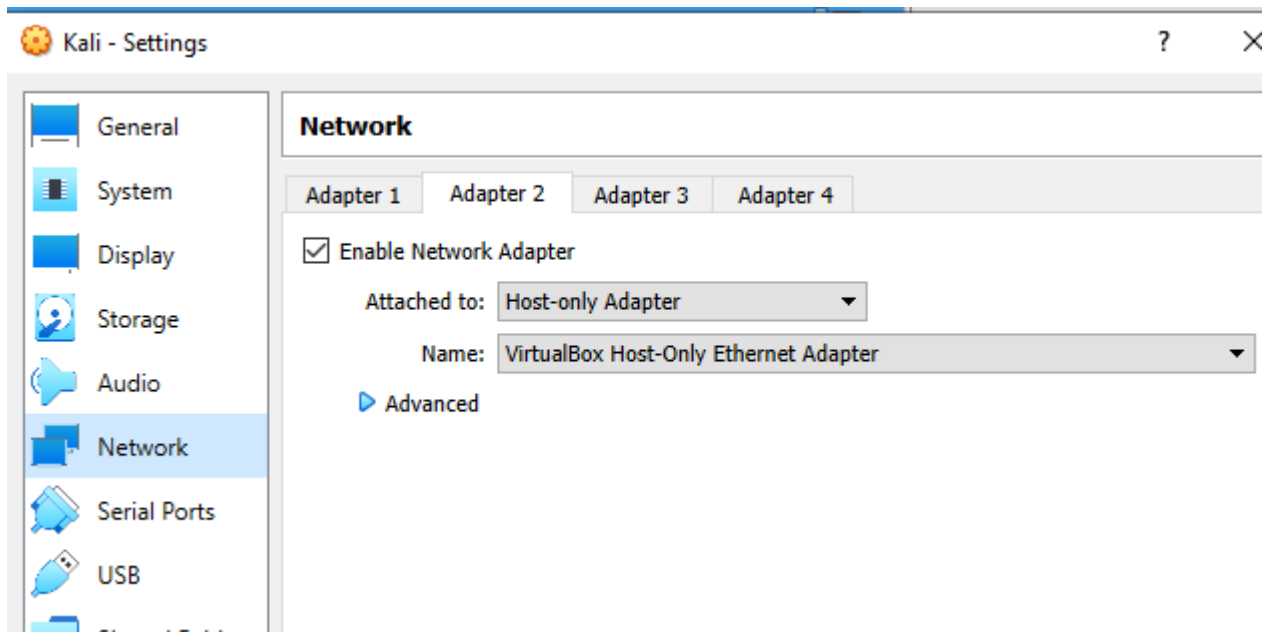 Kali - Settings
?
General
System
Display
Storage
Audio
Network
Serial Ports
USB
Network
Adapter 1 Adapter 2 Adapter 3 Adapter 4
Enable Network Adapter
Attached to: Host-only Adapter
Name: VirtualBox Host-Only Ethernet Adapter
Advanced